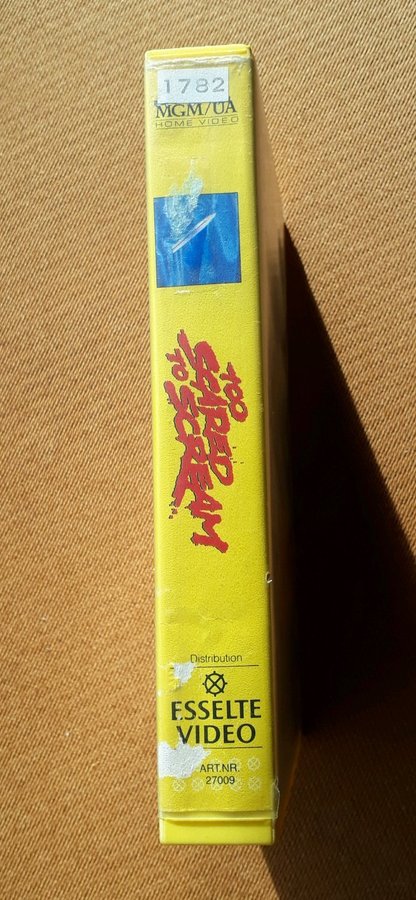 1782
MGM/UA
HOME VIDEO
TOO
SCARED
TO SCREAM"
Distribution
ESSELTE
VIDEO
ART.NR.
27009